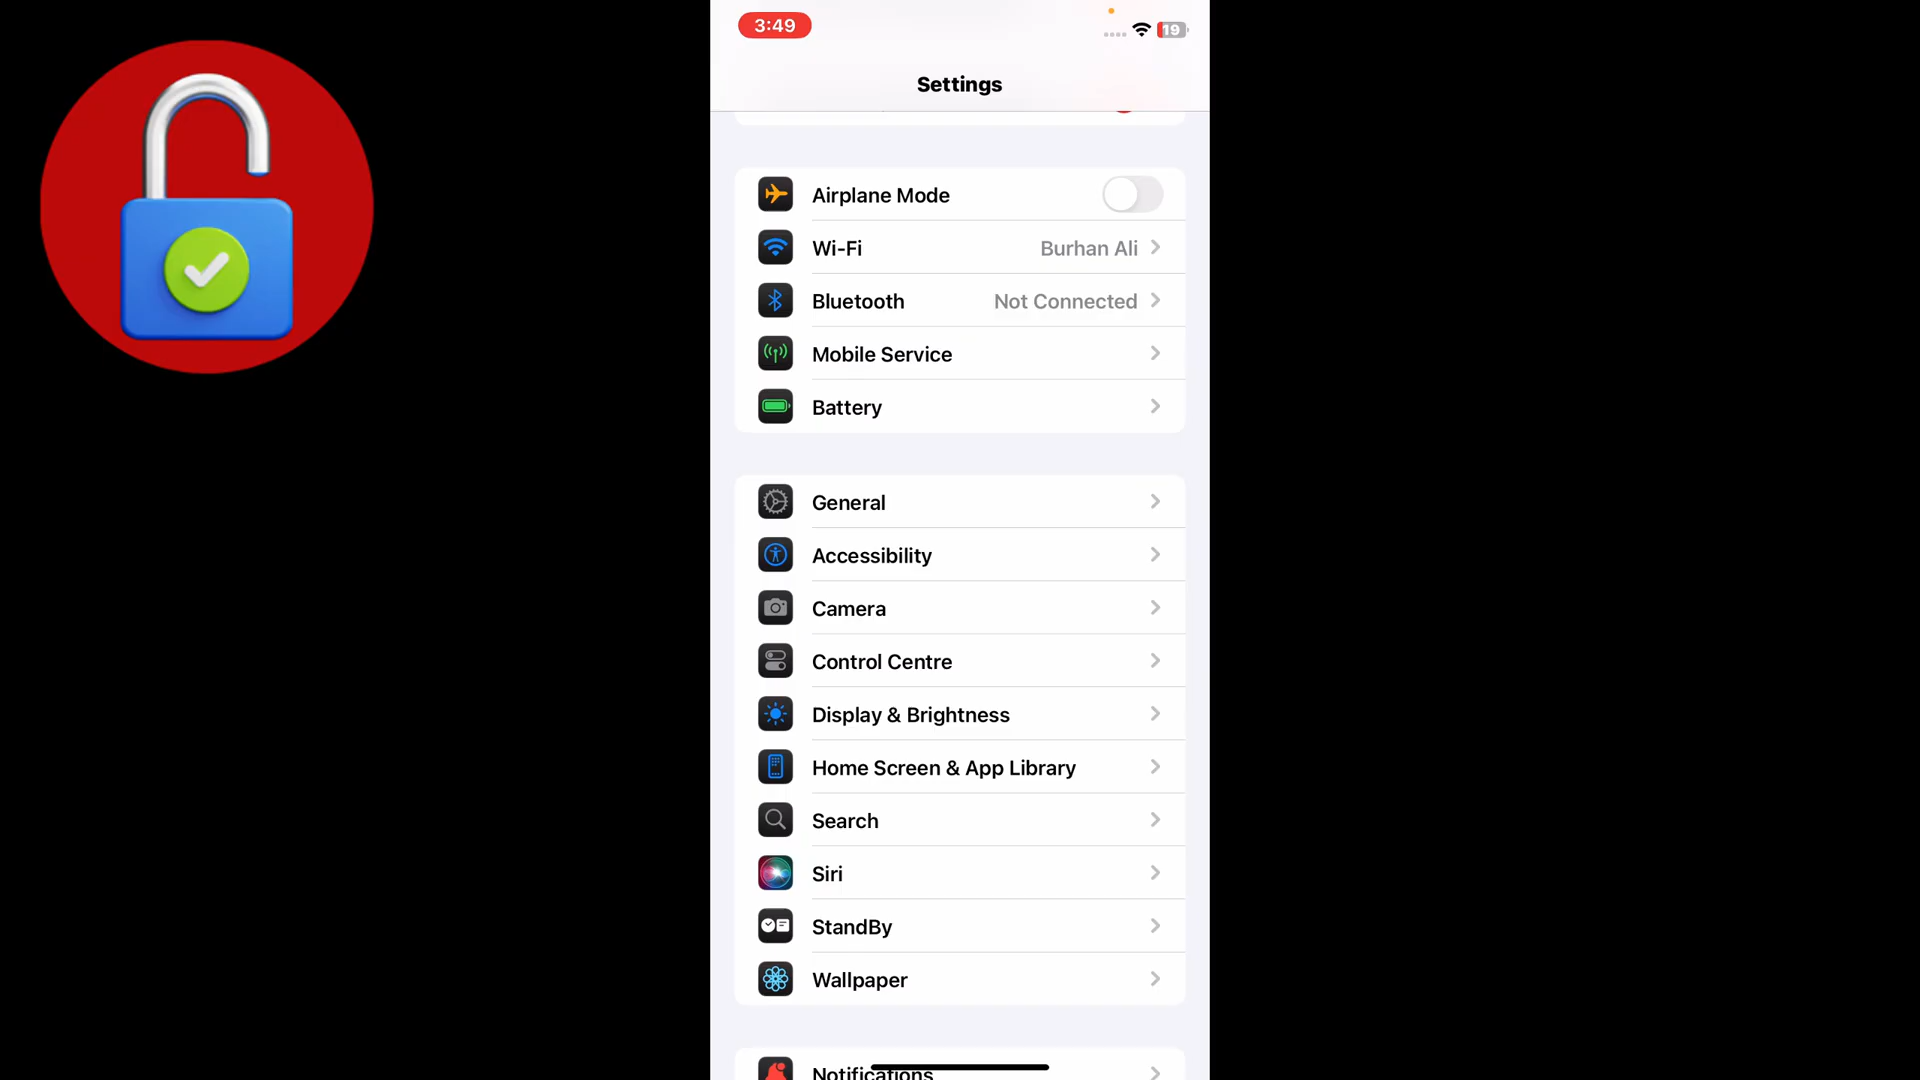 3:49
19
Settings
Airplane Mode
Wi-Fi Burhan Ali
Bluetooth Not Connected
Mobile Service
Battery
General
Accessibility
Camera
Control Centre
Display & Brightness
Home Screen & App Library
Search
Siri
StandBy
Wallpaper
Notifications